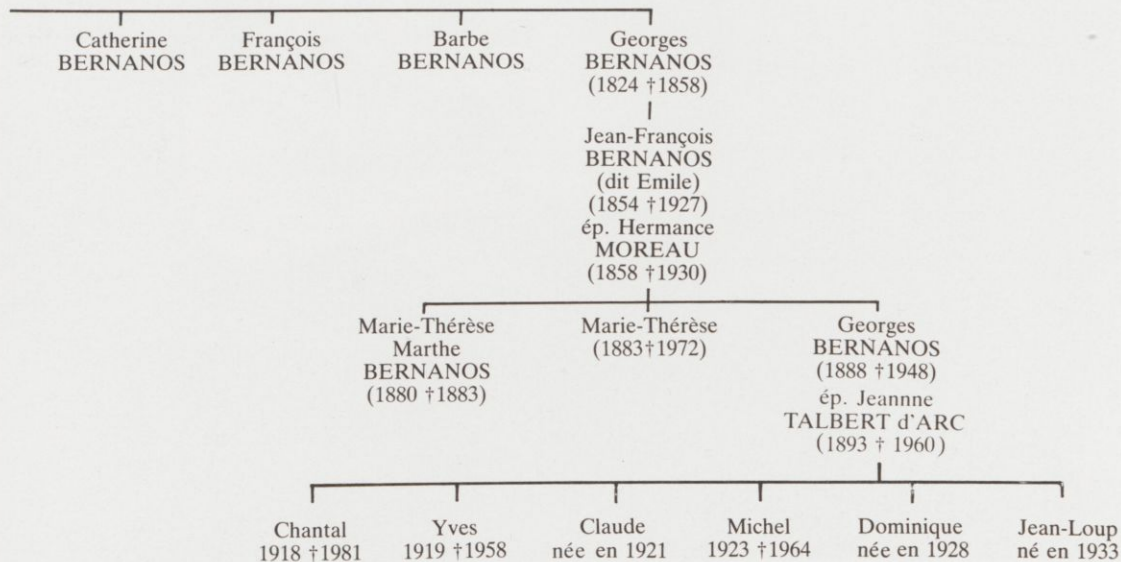 Catherine
BERNANOS
François
BERNANOS
Barbe
BERNANOS
Georges
BERNANOS
(1824 †1858)
Jean-François
BERNANOS
(dit Emile)
(1854 †1927)
ép. Hermance
MOREAU
(1858 †1930)
Marie-Thérèse
Marthe
BERNANOS
(1880 †1883)
Marie-Thérèse
(1883†1972)
Georges
BERNANOS
(1888 †1948)
ép. Jeannne
TALBERT d'ARC
(1893 † 1960)
Chantal
1918 †1981
Yves
1919 †1958
Claude
née en 1921
Michel
1923 †1964
Dominique
née en 1928
Jean-Loup
né en 1933